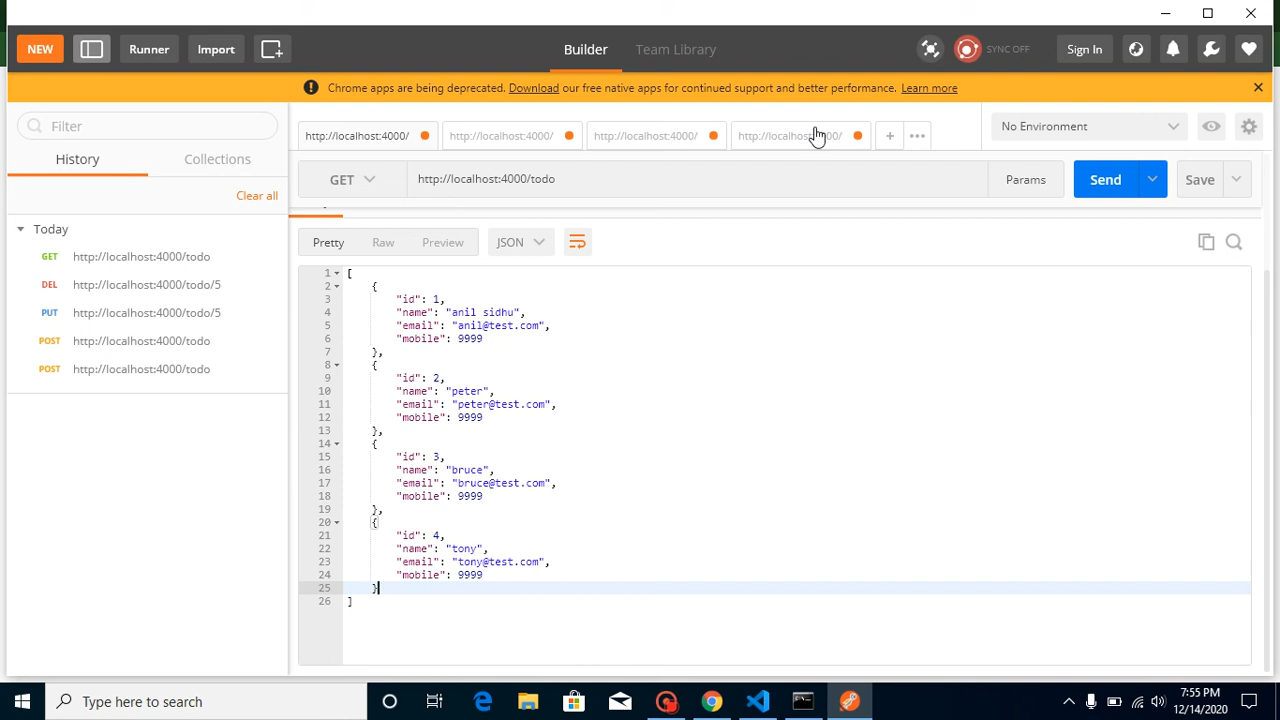 NEW Runner Import Builder Team Library SYNC OFF Sign In
! Chrome apps are being deprecated. Download our free native apps for continued support and better performance. Learn more
Filter
History Collections
Clear all
Today
GET http://localhost:4000/todo
DEL http://localhost:4000/todo/5
PUT http://localhost:4000/todo/5
POST http://localhost:4000/todo
POST http://localhost:4000/todo
http://localhost:4000/ http://localhost:4000/ http://localhost:4000/ http://localhost:4000/ + ••• No Environment
GET http://localhost:4000/todo Params Send Save
Pretty Raw Preview JSON
1 [
2 {
3 "id": 1,
4 "name": "anil sidhu",
5 "email": "anil@test.com",
6 "mobile": 9999
7 },
8 {
9 "id": 2,
10 "name": "peter",
11 "email": "peter@test.com",
12 "mobile": 9999
13 },
14 {
15 "id": 3,
16 "name": "bruce",
17 "email": "bruce@test.com",
18 "mobile": 9999
19 },
20 {
21 "id": 4,
22 "name": "tony",
23 "email": "tony@test.com",
24 "mobile": 9999
25 }
26 ]
Type here to search
7:55 PM
12/14/2020